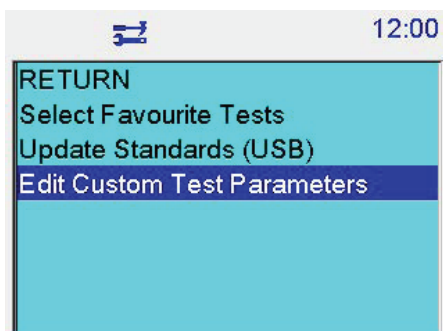 12:00
RETURN
Select Favourite Tests
Update Standards (USB)
Edit Custom Test Parameters